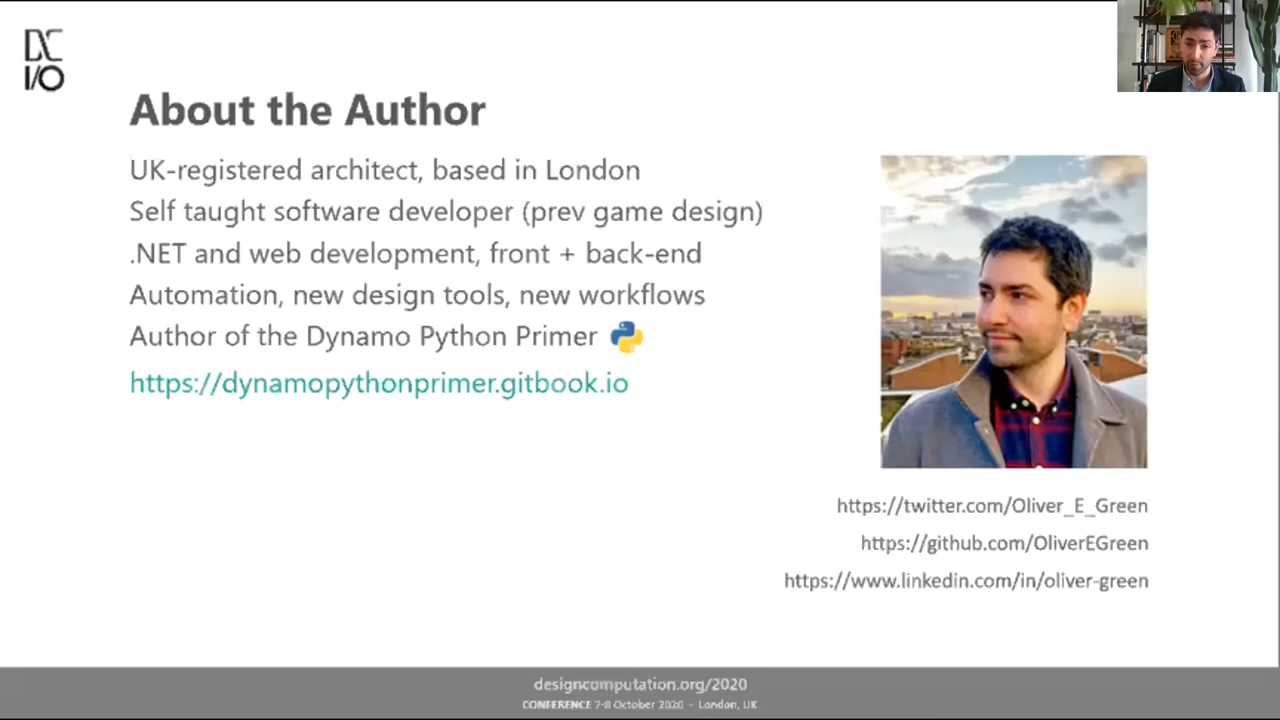 DC
I/O
About the Author
UK-registered architect, based in London
Self taught software developer (prev game design)
.NET and web development, front + back-end
Automation, new design tools, new workflows
Author of the Dynamo Python Primer
https://dynamopythonprimer.gitbook.io
https://twitter.com/Oliver_E_Green
https://github.com/OliverEGreen
https://www.linkedin.com/in/oliver-green
designcomputation.org/2020
CONFERENCE 7-8 October 2020 - London, UK